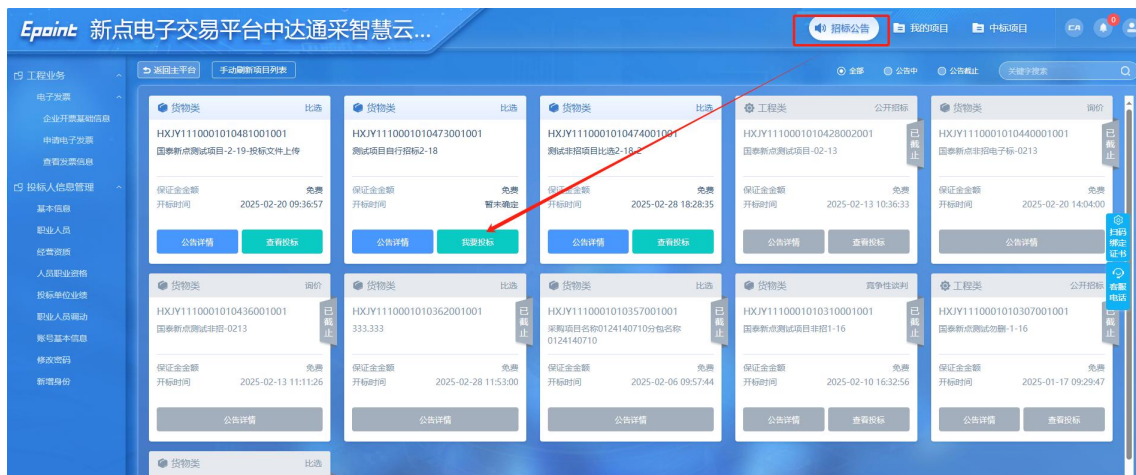 Epoint 新点电子交易平台中达通采智慧云...
招标公告 我的项目 中标项目 CA 0
工程业务
电子发票
企业开票基础信息
申请电子发票
查看发票信息
投标人信息管理
基本信息
职业人员
经营资质
人员职业资格
投标单位业绩
职业人员调动
账号基本信息
修改密码
新增身份
返回主平台 手动刷新项目列表 全部 公告中 公告截止 关键字搜索
货物类 比选
HXJY1110001010481001001
国泰新点测试项目-2-19-投标文件上传
保证金金额 免费
开标时间 2025-02-20 09:36:57
公告详情 查看投标
货物类 比选
HXJY1110001010473001001
测试项目自行招标2-18
保证金金额 免费
开标时间 暂未确定
公告详情 我要投标
货物类 比选
HXJY1110001010474001001
测试非招项目比选2-18-2
保证金金额 免费
开标时间 2025-02-28 18:28:35
公告详情 查看投标
工程类 公开招标
HXJY1110001010428002001
国泰新点测试项目-02-13
已截止
保证金金额 免费
开标时间 2025-02-13 10:36:33
公告详情 查看投标
货物类 询价
HXJY1110001010440001001
国泰新点非招电子标-0213
已截止
保证金金额 免费
开标时间 2025-02-20 14:04:00
公告详情
货物类 询价
HXJY1110001010436001001
国泰新点测试非招-0213
已截止
保证金金额 免费
开标时间 2025-02-13 11:11:26
公告详情
货物类 比选
HXJY1110001010362001001
333.333
已截止
保证金金额 免费
开标时间 2025-02-28 11:53:00
公告详情
货物类 比选
HXJY1110001010357001001
采购项目名称0124140710分包名称
0124140710
已截止
保证金金额 免费
开标时间 2025-02-06 09:57:44
公告详情
货物类 竞争性谈判
HXJY1110001010310001001
国泰新点测试项目非招1-16
已截止
保证金金额 免费
开标时间 2025-02-10 16:32:56
公告详情 查看投标
工程类 公开招标
HXJY1110001010307001001
国泰新点测试勿删-1-16
已截止
保证金金额 免费
开标时间 2025-01-17 09:29:47
公告详情 查看投标
货物类 比选
扫码
绑定
证书
客服
电话